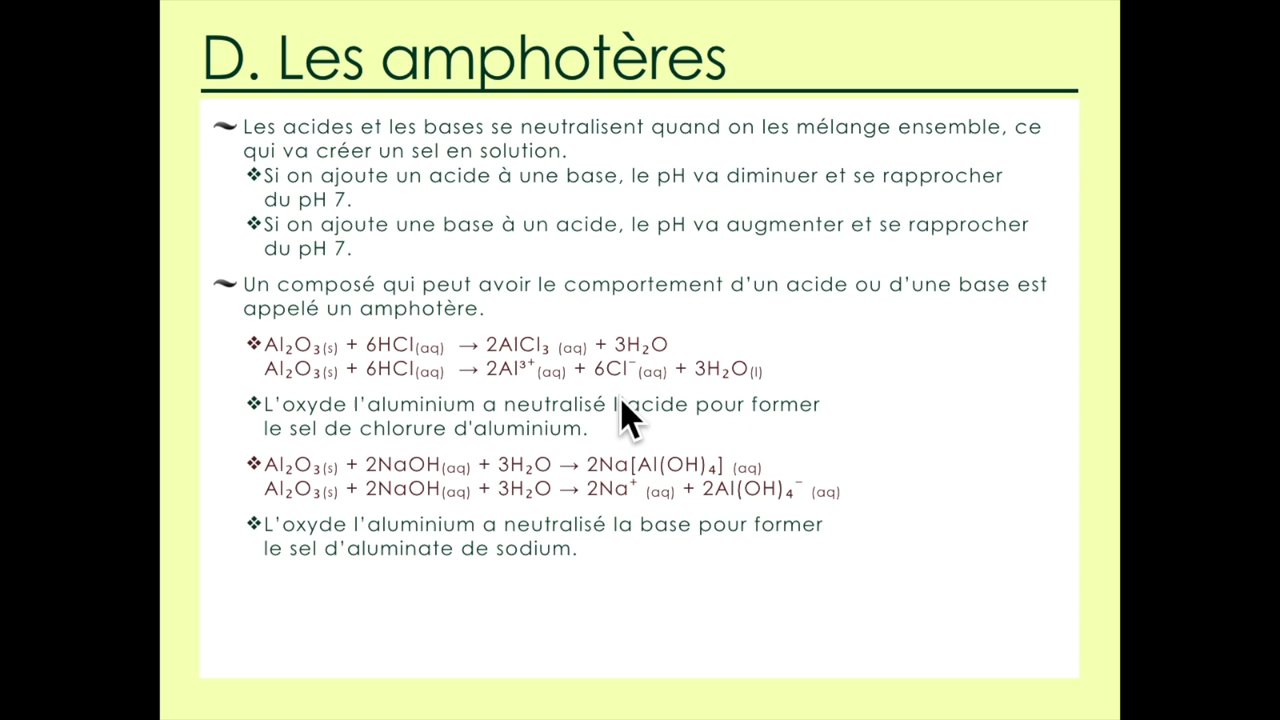 D. Les amphotères
Les acides et les bases se neutralisent quand on les mélange ensemble, ce
qui va créer un sel en solution.
❖Si on ajoute un acide à une base, le pH va diminuer et se rapprocher
du pH 7.
❖Si on ajoute une base à un acide, le pH va augmenter et se rapprocher
du pH 7.
Un composé qui peut avoir le comportement d’un acide ou d’une base est
appelé un amphotère.
❖Al₂O₃(s) + 6HCl(aq) → 2AlCl₃ (aq) + 3H₂O
Al₂O₃(s) + 6HCl(aq) → 2Al³⁺(aq) + 6Cl⁻(aq) + 3H₂O(l)
❖L’oxyde l’aluminium a neutralisé l’acide pour former
le sel de chlorure d'aluminium.
❖Al₂O₃(s) + 2NaOH(aq) + 3H₂O → 2Na[Al(OH)₄] (aq)
Al₂O₃(s) + 2NaOH(aq) + 3H₂O → 2Na⁺ (aq) + 2Al(OH)₄⁻ (aq)
❖L’oxyde l’aluminium a neutralisé la base pour former
le sel d’aluminate de sodium.